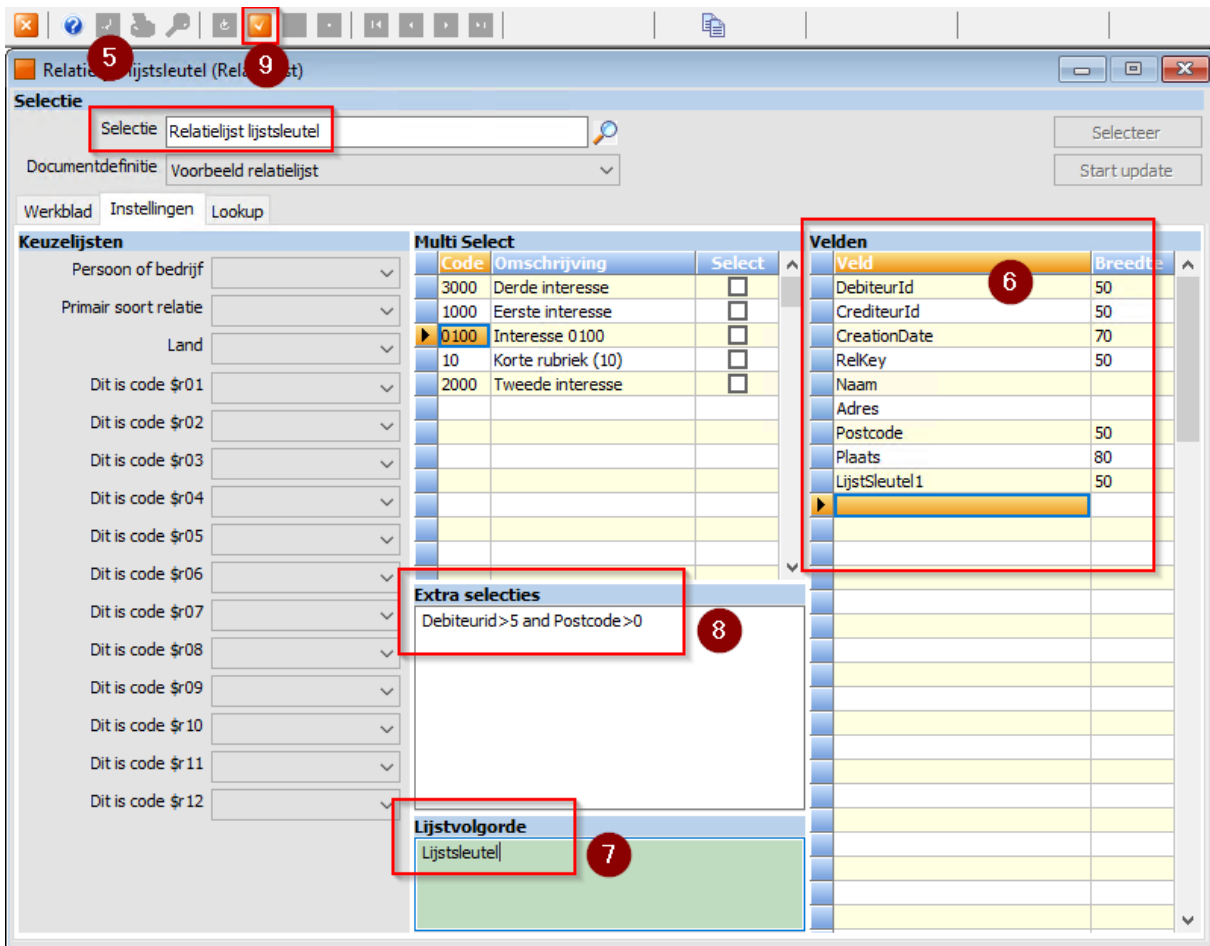 5
9
Relatie lijstsleutel (Rela st)
Selectie
Selectie Relatielijst lijstsleutel
Selecteer
Documentdefinitie Voorbeeld relatielijst
Start update
Werkblad Instellingen Lookup
Keuzelijsten
Persoon of bedrijf
Primair soort relatie
Land
Dit is code $r01
Dit is code $r02
Dit is code $r03
Dit is code $r04
Dit is code $r05
Dit is code $r06
Dit is code $r07
Dit is code $r08
Dit is code $r09
Dit is code $r10
Dit is code $r11
Dit is code $r12
Multi Select
Code Omschrijving Select
3000 Derde interesse
1000 Eerste interesse
0100 Interesse 0100
10 Korte rubriek (10)
2000 Tweede interesse
Extra selecties
Debiteurid>5 and Postcode>0
8
Lijstvolgorde
Lijstsleutel
7
Velden
Veld Breedte
6
DebiteurId 50
CrediteurId 50
CreationDate 70
RelKey 50
Naam
Adres
Postcode 50
Plaats 80
LijstSleutel1 50